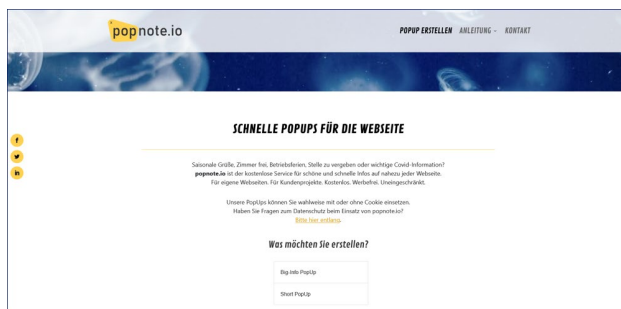 popnote.io
POPUP ERSTELLEN ANLEITUNG KONTAKT
SCHNELLE POPUPS FÜR DIE WEBSEITE
Saisonale Grüße, Zimmer frei, Betriebsferien, Stelle zu vergeben oder wichtige Covid-Information?
popnote.io ist der kostenlose Service für schöne und schnelle Infos auf nahezu jeder Webseite.
Für eigene Webseiten. Für Kundenprojekte. Kostenlos. Werbefrei. Uneingeschränkt.
Unsere PopUps können Sie wahlweise mit oder ohne Cookie einsetzen.
Haben Sie Fragen zum Datenschutz beim Einsatz von popnote.io?
Bitte hier entlang.
Was möchten Sie erstellen?
Big-Info PopUp
Short PopUp